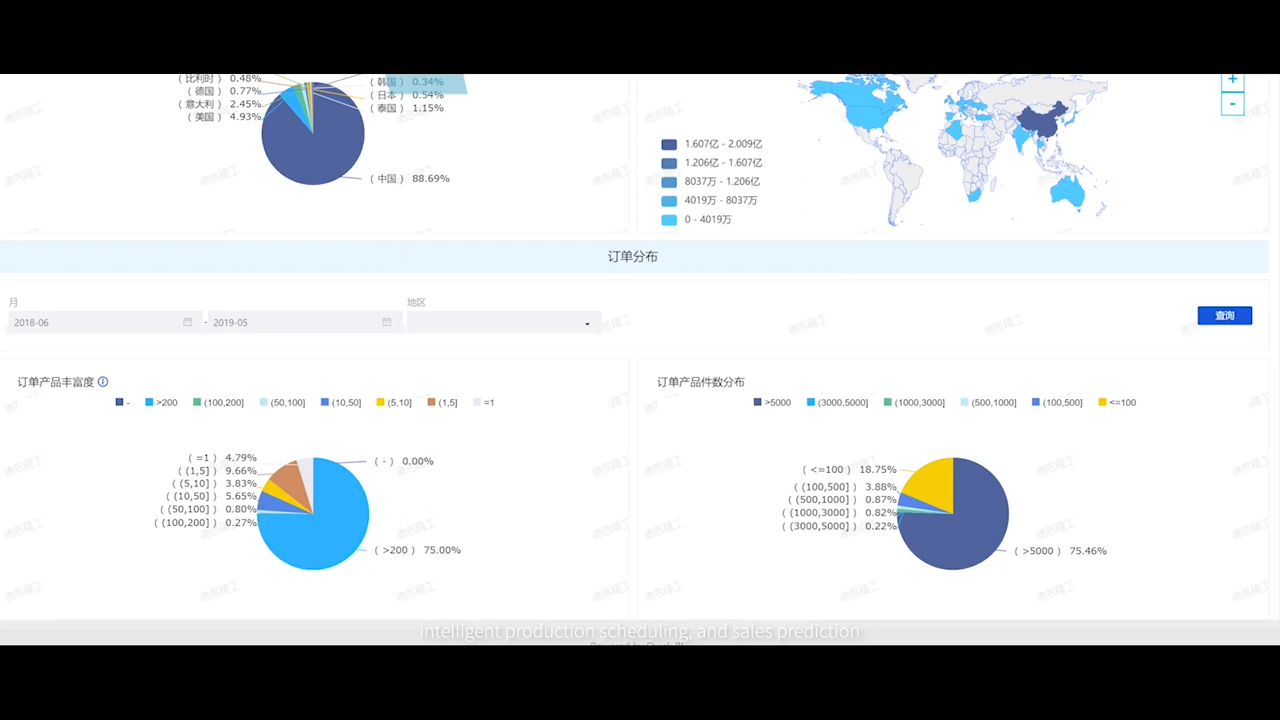 （ 比利时 ） 0.48%
（ 德国 ） 0.77%
（ 意大利 ） 2.45%
（ 美国 ） 4.93%
（ 韩国 ） 0.34%
（ 日本 ） 0.54%
（ 泰国 ） 1.15%
（ 中国 ） 88.69%
+
-
1.607亿 - 2.009亿
1.206亿 - 1.607亿
8037万 - 1.206亿
4019万 - 8037万
0 - 4019万
订单分布
月
2018-06 - 2019-05
地区
查询
订单产品丰富度
- >200 (100,200] (50,100] (10,50] (5,10] (1,5] =1
（ =1 ） 4.79%
（ (1,5] ） 9.66%
（ (5,10] ） 3.83%
（ (10,50] ） 5.65%
（ (50,100] ） 0.80%
（ (100,200] ） 0.27%
（ - ） 0.00%
（ >200 ） 75.00%
订单产品件数分布
>5000 (3000,5000] (1000,3000] (500,1000] (100,500] <=100
（ <=100 ） 18.75%
（ (100,500] ） 3.88%
（ (500,1000] ） 0.87%
（ (1000,3000] ） 0.82%
（ (3000,5000] ） 0.22%
（ >5000 ） 75.46%
intelligent production scheduling, and sales prediction